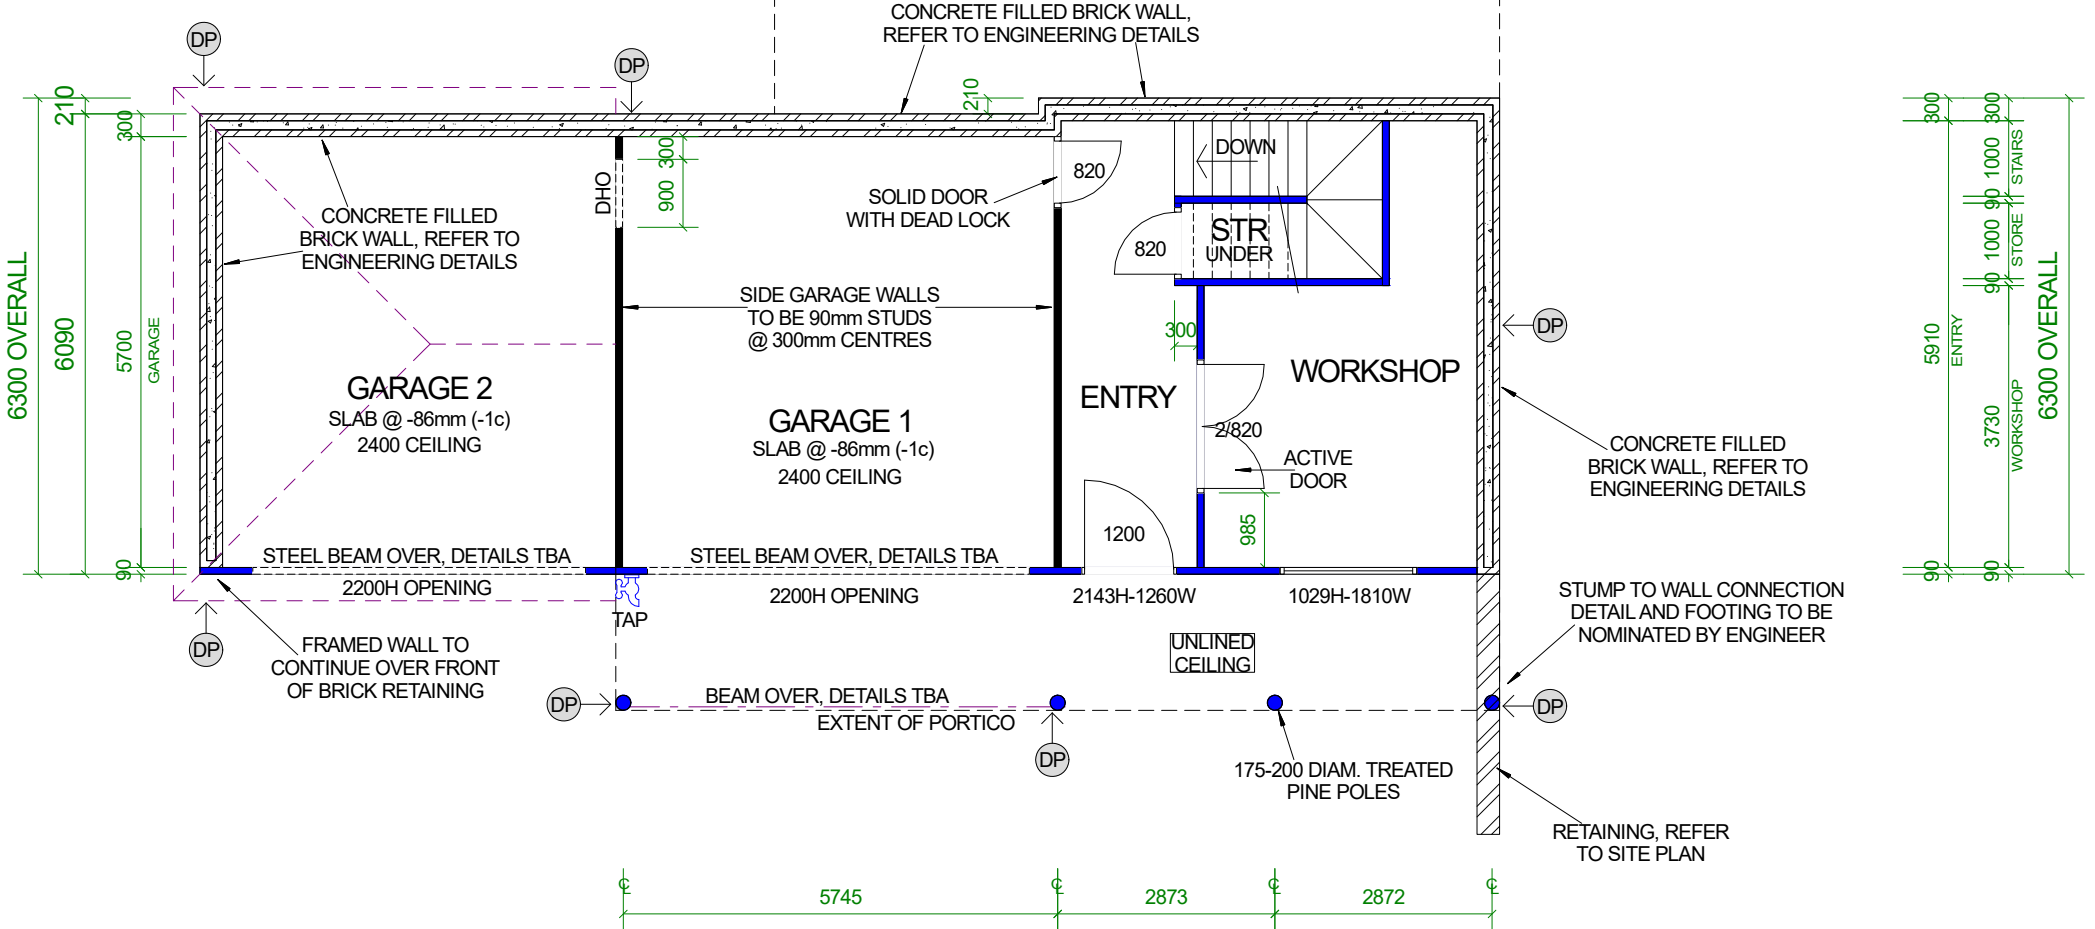 CONCRETE FILLED BRICK WALL,
REFER TO ENGINEERING DETAILS
DP
DP
210
300
6300 OVERALL
6090
5700
GARAGE
90
210
300
900
DHO
CONCRETE FILLED
BRICK WALL, REFER TO
ENGINEERING DETAILS
SOLID DOOR
WITH DEAD LOCK
820
DOWN
820
STR
UNDER
SIDE GARAGE WALLS
TO BE 90mm STUDS
@ 300mm CENTRES
300
GARAGE 2
SLAB @ -86mm (-1c)
2400 CEILING
GARAGE 1
SLAB @ -86mm (-1c)
2400 CEILING
ENTRY
WORKSHOP
2/820
ACTIVE
DOOR
985
1200
STEEL BEAM OVER, DETAILS TBA
STEEL BEAM OVER, DETAILS TBA
2200H OPENING
2200H OPENING
2143H-1260W
1029H-1810W
TAP
DP
DP
CONCRETE FILLED
BRICK WALL, REFER TO
ENGINEERING DETAILS
300
5910
ENTRY
90
300
1000
STAIRS
90
1000
STORE
90
3730
WORKSHOP
90
6300 OVERALL
FRAMED WALL TO
CONTINUE OVER FRONT
OF BRICK RETAINING
UNLINED
CEILING
STUMP TO WALL CONNECTION
DETAIL AND FOOTING TO BE
NOMINATED BY ENGINEER
DP
BEAM OVER, DETAILS TBA
EXTENT OF PORTICO
DP
DP
175-200 DIAM. TREATED
PINE POLES
RETAINING, REFER
TO SITE PLAN
℄
℄
℄
℄
5745
2873
2872